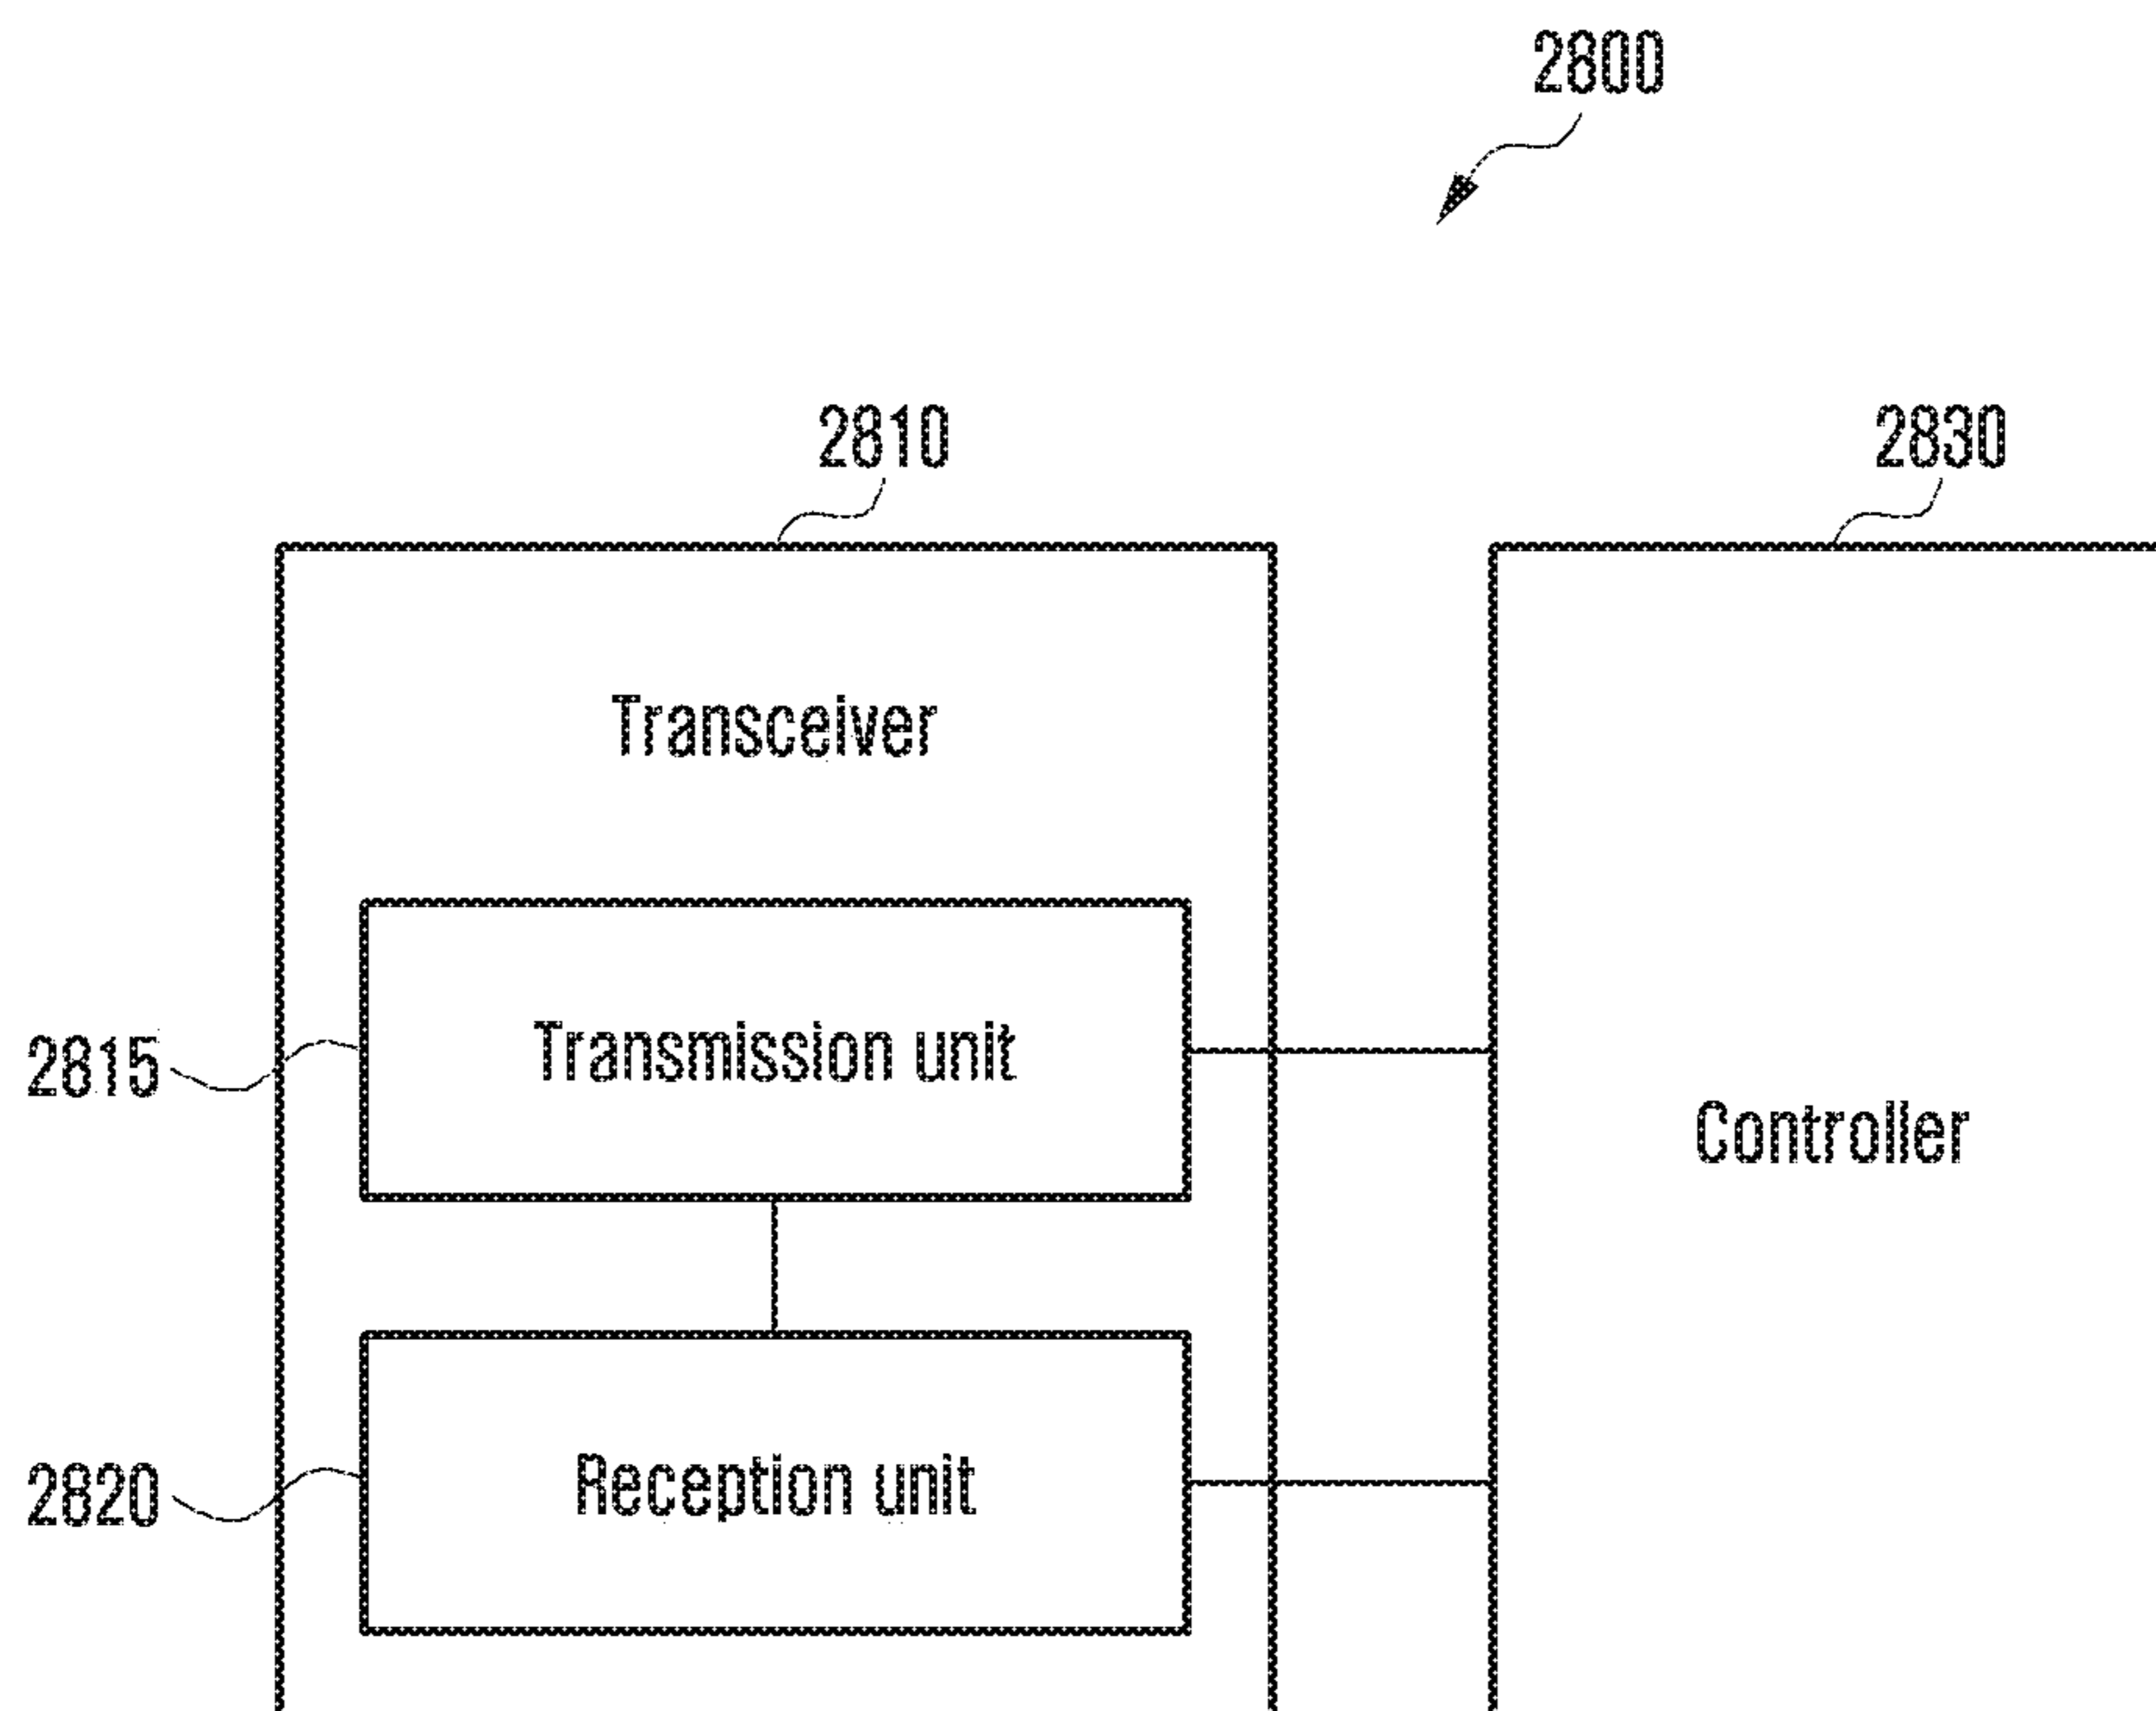 2800
2810
2830
Transceiver
2815
Transmission unit
Controller
2820
Reception unit